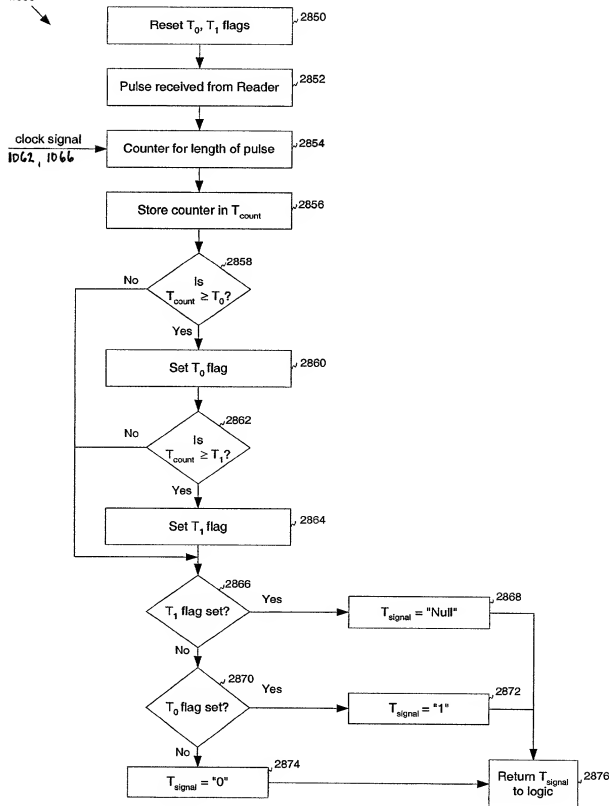 Reset T0, T1 flags
2850
Pulse received from Reader
2852
clock signal
1062, 1066
Counter for length of pulse
2854
Store counter in Tcount
2856
2858
Is
Tcount ≥ T0?
No
Yes
Set T0 flag
2860
2862
Is
Tcount ≥ T1?
No
Yes
Set T1 flag
2864
2866
T1 flag set?
Yes
2868
Tsignal = "Null"
No
2870
T0 flag set?
Yes
2872
Tsignal = "1"
No
2874
Tsignal = "0"
Return Tsignal
to logic
2876